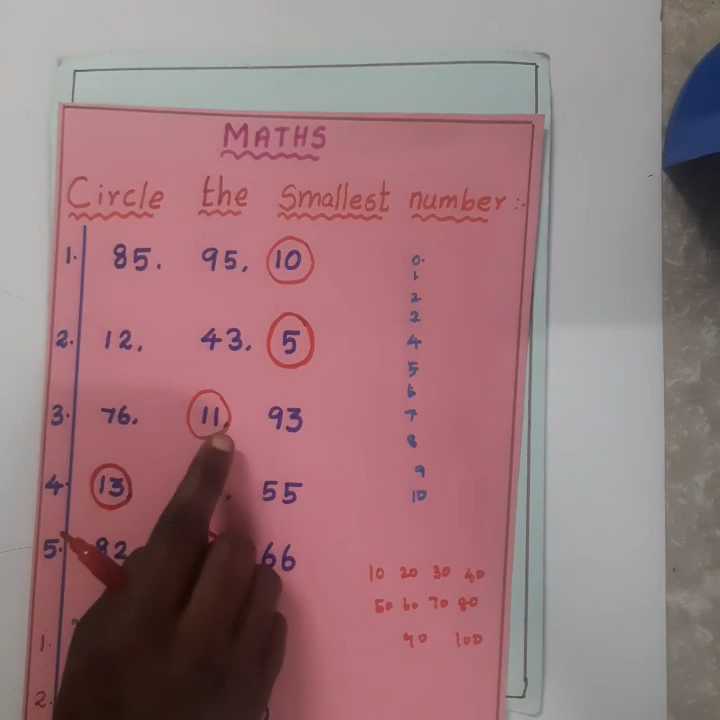 MATHS
Circle the Smallest number:-
1. 85. 95, 10
2. 12. 43. 5
3. 76. 11. 93
4. 13 . 55
5. 82 66
1.
2.
0.
1
2
3
4
5
6
7
8
9
10
10 20 30 40
50 60 70 80
90 100